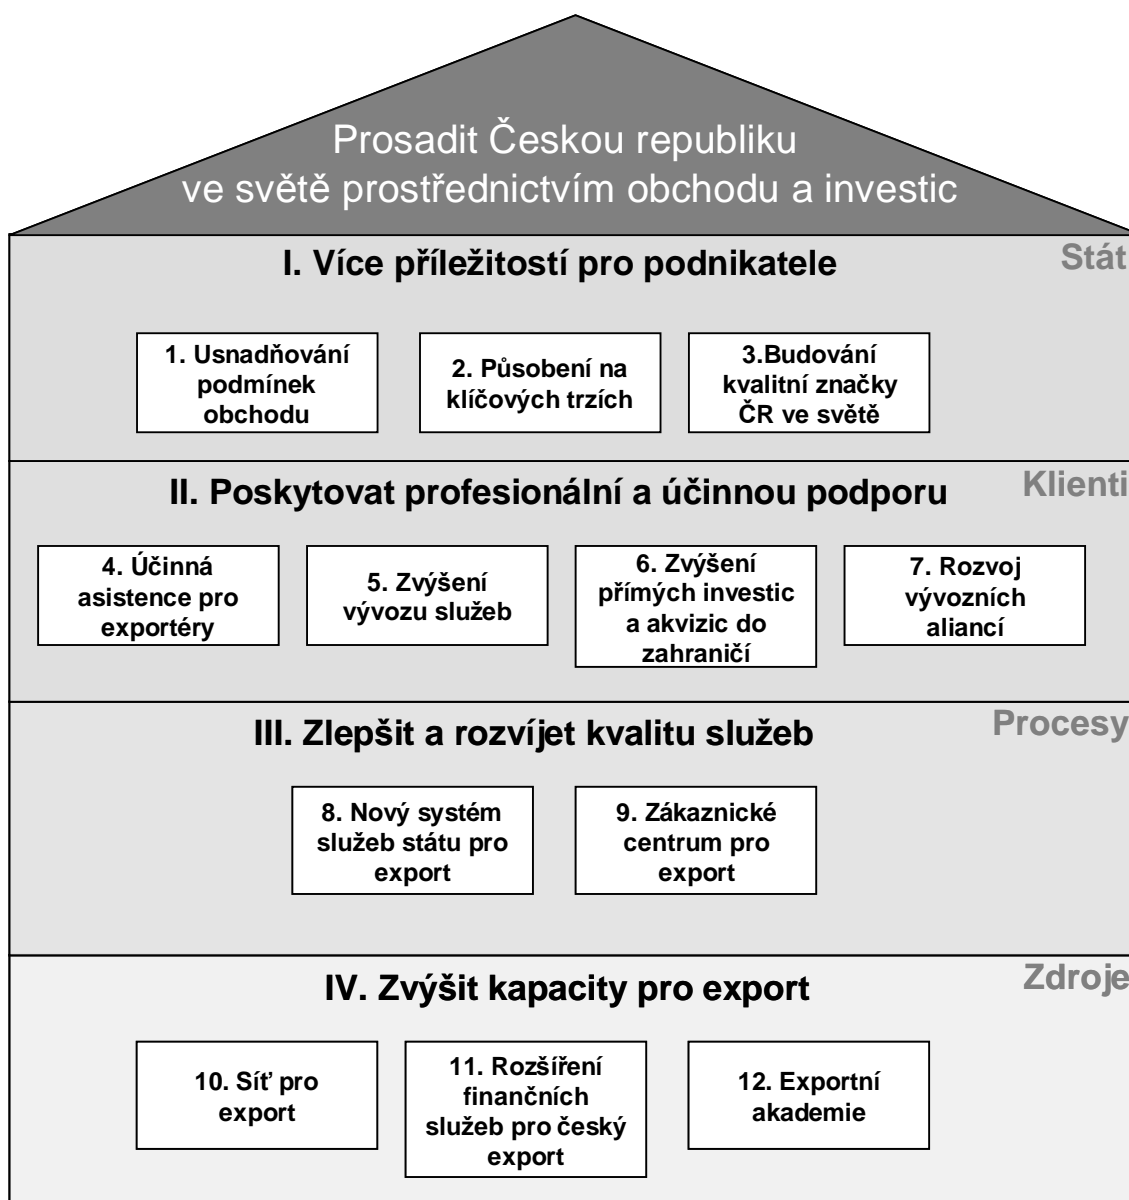 Prosadit Českou republiku
ve světě prostřednictvím obchodu a investic
I. Více příležitostí pro podnikatele
Stát
1. Usnadňování
podmínek
obchodu
2. Působení na
klíčových trzích
3.Budování
kvalitní značky
ČR ve světě
II. Poskytovat profesionální a účinnou podporu
Klienti
4. Účinná
asistence pro
exportéry
5. Zvýšení
vývozu služeb
6. Zvýšení
přímých investic
a akvizic do
zahraničí
7. Rozvoj
vývozních
aliancí
III. Zlepšit a rozvíjet kvalitu služeb
Procesy
8. Nový systém
služeb státu pro
export
9. Zákaznické
centrum pro
export
IV. Zvýšit kapacity pro export
Zdroje
10. Síť pro
export
11. Rozšíření
finančních
služeb pro český
export
12. Exportní
akademie